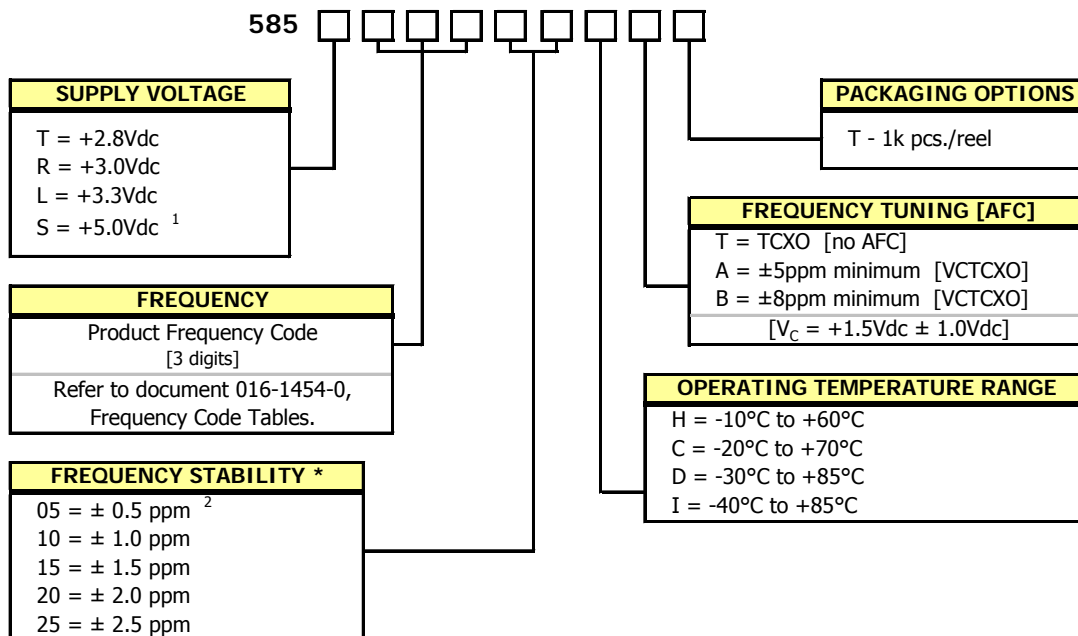 585
SUPPLY VOLTAGE
T = +2.8Vdc
R = +3.0Vdc
L = +3.3Vdc
S = +5.0Vdc 1
FREQUENCY
Product Frequency Code
[3 digits]
Refer to document 016-1454-0,
Frequency Code Tables.
FREQUENCY STABILITY *
05 = ± 0.5 ppm 2
10 = ± 1.0 ppm
15 = ± 1.5 ppm
20 = ± 2.0 ppm
25 = ± 2.5 ppm
PACKAGING OPTIONS
T - 1k pcs./reel
FREQUENCY TUNING [AFC]
T = TCXO [no AFC]
A = ±5ppm minimum [VCTCXO]
B = ±8ppm minimum [VCTCXO]
[VC = +1.5Vdc ± 1.0Vdc]
OPERATING TEMPERATURE RANGE
H = -10°C to +60°C
C = -20°C to +70°C
D = -30°C to +85°C
I = -40°C to +85°C